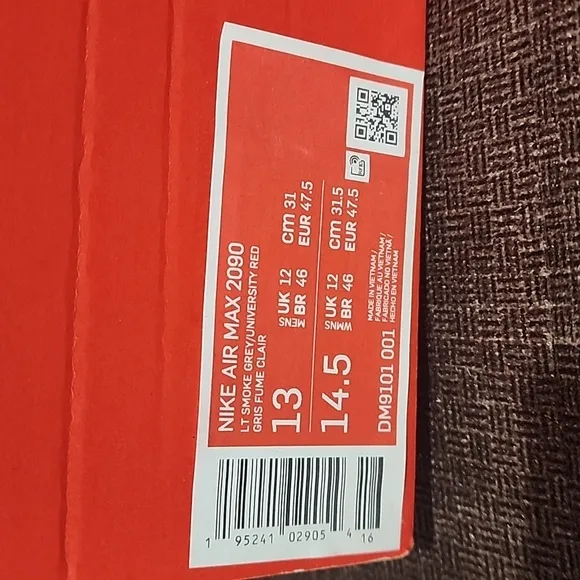 NIKE AIR MAX 2090
LT SMOKE GREY/UNIVERSITY RED
GRIS FUME CLAIR
13
MENS
UK 12
BR 46
cm 31
EUR 47.5
14.5
WMNS
UK 12
BR 46
cm 31.5
EUR 47.5
DM9101 001
MADE IN VIETNAM /
FABRIQUE AU VIETNAM /
FABRICADO NO VIETNÃ /
HECHO EN VIETNAM
1 95241 02905 4 16